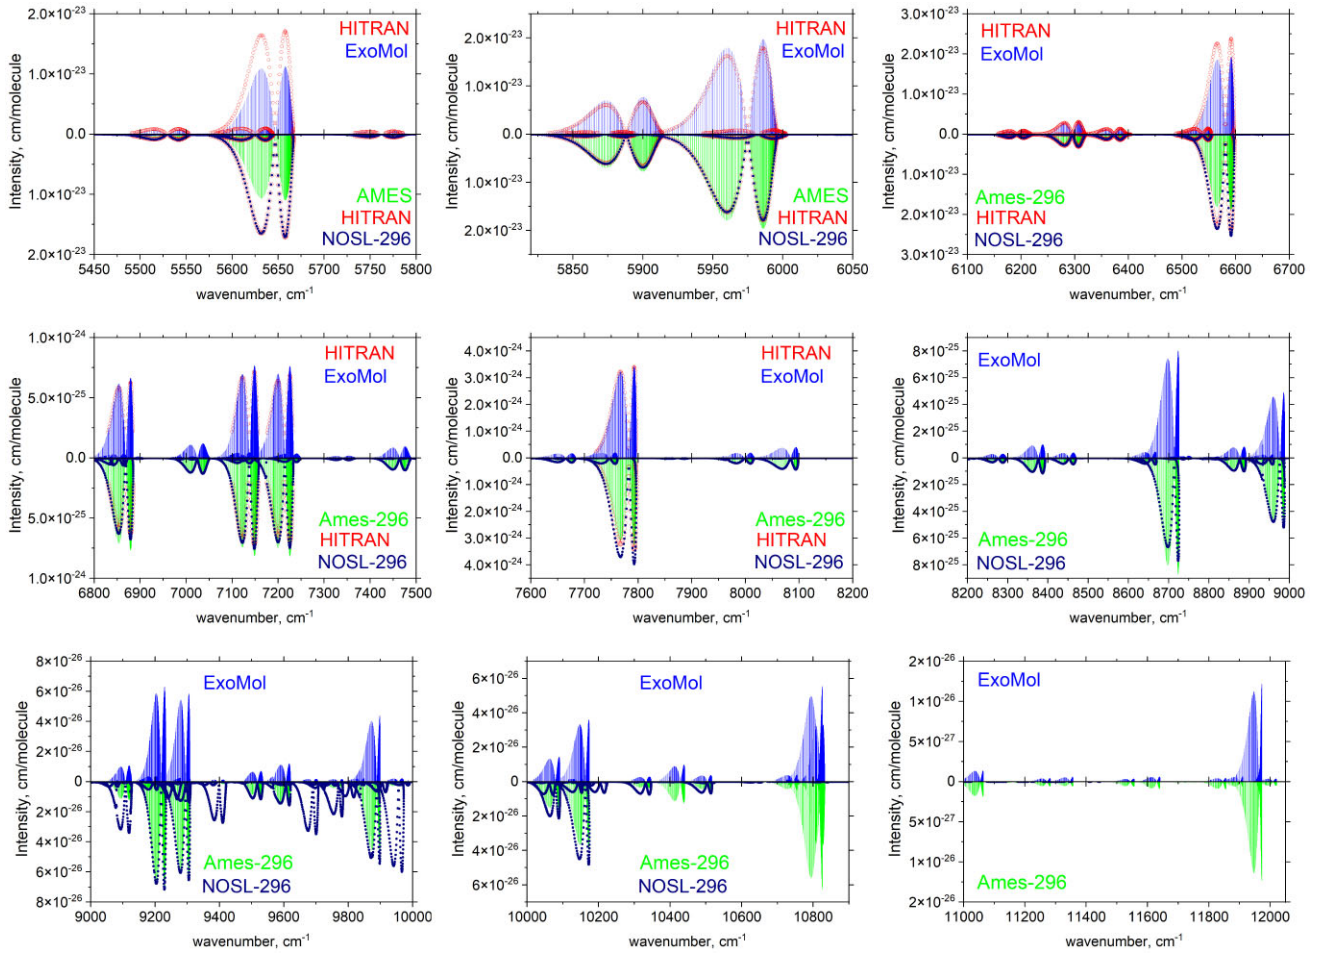 2.0×10⁻²³
1.0×10⁻²³
0.0
1.0×10⁻²³
2.0×10⁻²³
Intensity, cm/molecule
HITRAN
ExoMol
AMES
HITRAN
NOSL-296
5450 5500 5550 5600 5650 5700 5750 5800
wavenumber, cm⁻¹
2.0
1.0
0.0
1.0
2.0
Intensity, cm/molecule
HITRAN
ExoMol
AMES
HITRAN
NOSL-296
5850 5900 5950 6000 6050
wavenumber, cm⁻¹
3.0×10⁻²³
2.0×10⁻²³
1.0×10⁻²³
0.0
1.0×10⁻²³
2.0×10⁻²³
3.0×10⁻²³
Intensity, cm/molecule
HITRAN
ExoMol
Ames-296
HITRAN
NOSL-296
6100 6200 6300 6400 6500 6600 6700
wavenumber, cm⁻¹
1.0×10⁻²⁴
5.0×10⁻²⁵
0.0
5.0×10⁻²⁵
1.0×10⁻²⁴
Intensity, cm/molecule
HITRAN
ExoMol
Ames-296
HITRAN
NOSL-296
6800 6900 7000 7100 7200 7300 7400 7500
wavenumber, cm⁻¹
4.0×10⁻²⁴
3.0×10⁻²⁴
2.0×10⁻²⁴
1.0×10⁻²⁴
0.0
1.0×10⁻²⁴
2.0×10⁻²⁴
3.0×10⁻²⁴
4.0×10⁻²⁴
Intensity, cm/molecule
HITRAN
ExoMol
Ames-296
HITRAN
NOSL-296
7600 7700 7800 7900 8000 8100 8200
wavenumber, cm⁻¹
8×10⁻²⁵
6×10⁻²⁵
4×10⁻²⁵
2×10⁻²⁵
0
2×10⁻²⁵
4×10⁻²⁵
6×10⁻²⁵
8×10⁻²⁵
Intensity, cm/molecule
ExoMol
Ames-296
NOSL-296
8200 8300 8400 8500 8600 8700 8800 8900 9000
wavenumber, cm⁻¹
8×10⁻²⁶
6×10⁻²⁶
4×10⁻²⁶
2×10⁻²⁶
0
2×10⁻²⁶
4×10⁻²⁶
6×10⁻²⁶
8×10⁻²⁶
Intensity, cm/molecule
ExoMol
Ames-296
NOSL-296
9000 9200 9400 9600 9800 10000
wavenumber, cm⁻¹
6×10⁻²⁶
4×10⁻²⁶
2×10⁻²⁶
0
2×10⁻²⁶
4×10⁻²⁶
6×10⁻²⁶
Intensity, cm/molecule
ExoMol
Ames-296
NOSL-296
10000 10200 10400 10600 10800
wavenumber, cm⁻¹
2×10⁻²⁶
1×10⁻²⁶
5×10⁻²⁷
0
5×10⁻²⁷
1×10⁻²⁶
2×10⁻²⁶
Intensity, cm/molecule
ExoMol
Ames-296
11000 11200 11400 11600 11800 12000
wavenumber, cm⁻¹